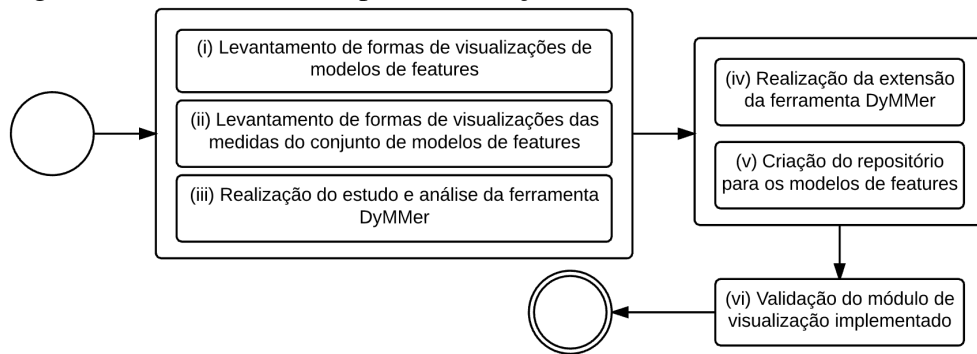 (i) Levantamento de formas de visualizações de
modelos de features
(ii) Levantamento de formas de visualizações das
medidas do conjunto de modelos de features
(iii) Realização do estudo e análise da ferramenta
DyMMer
(iv) Realização da extensão
da ferramenta DyMMer
(v) Criação do repositório
para os modelos de features
(vi) Validação do módulo de
visualização implementado